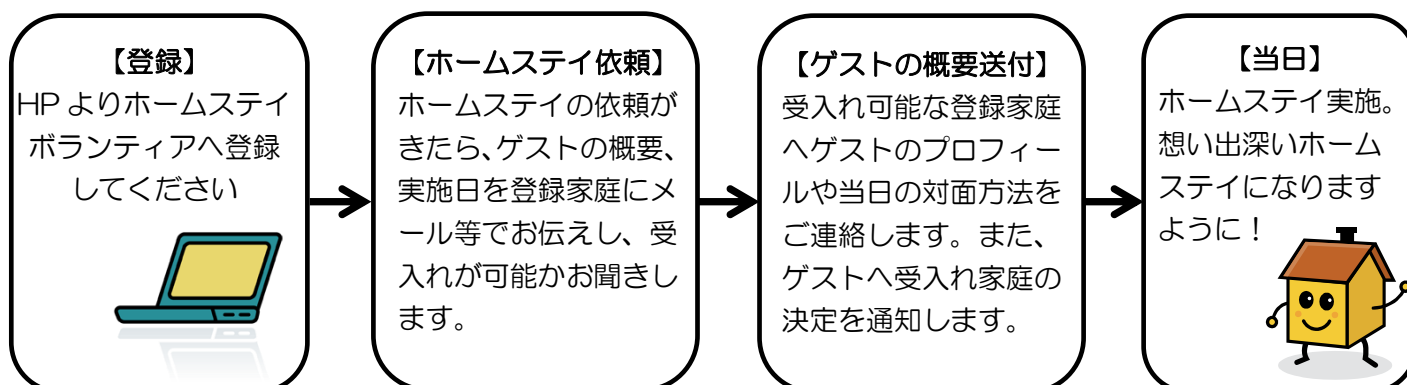 【登録】
HP よりホームステイ
ボランティアへ登録
してください
【ホームステイ依頼】
ホームステイの依頼が
きたら、ゲストの概要、
実施日を登録家庭にメ
ール等でお伝えし、受
入れが可能かお聞きし
ます。
【ゲストの概要送付】
受入れ可能な登録家庭
へゲストのプロフィー
ルや当日の対面方法を
ご連絡します。また、
ゲストへ受入れ家庭の
決定を通知します。
【当日】
ホームステイ実施。
想い出深いホーム
ステイになります
ように！